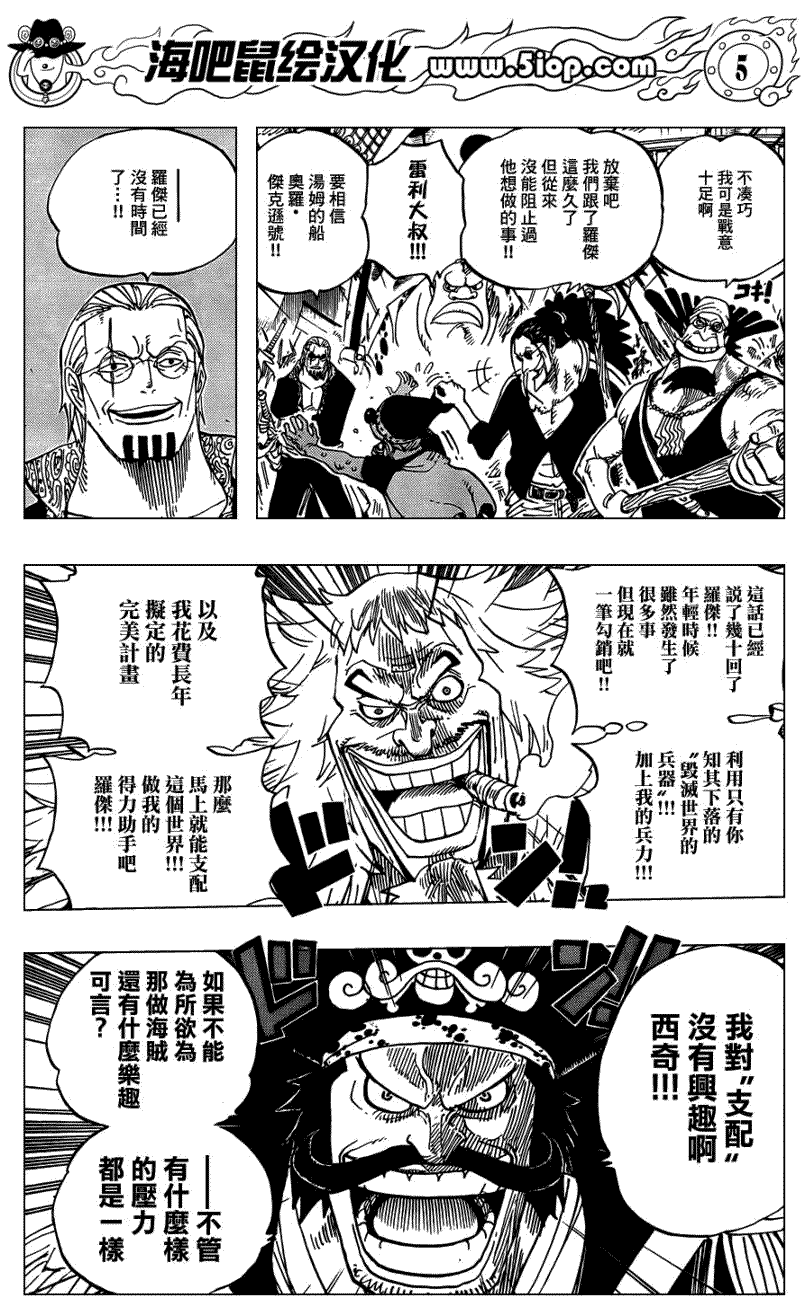 海吧鼠绘汉化 www.5iop.com
5
不湊巧
我可是戰意
十足啊
コキ!
放棄吧
我們跟了羅傑
這麼久了
但從來
沒能阻止過
他想做的事!!
雷利大叔!!!
要相信
湯姆的船
奧羅・
傑克遜號!!
——
羅傑已經
沒有時間
了…!!
這話已經
説了幾十回了
羅傑!!
年輕時候
雖然發生了
很多事
但現在就
一筆勾銷吧!!
利用只有你
知其下落的
"毀滅世界的
兵器"!!!
加上我的兵力!!!
以及
我花費長年
擬定的
完美計畫
那麼
馬上就能支配
這個世界!!!
做我的
得力助手吧
羅傑!!!
ドン
我對"支配"
沒有興趣啊
西奇!!!
ドン
如果不能
為所欲為
那做海賊
還有什麼樂趣
可言?
——不管
有什麼樣
的壓力
都是一樣